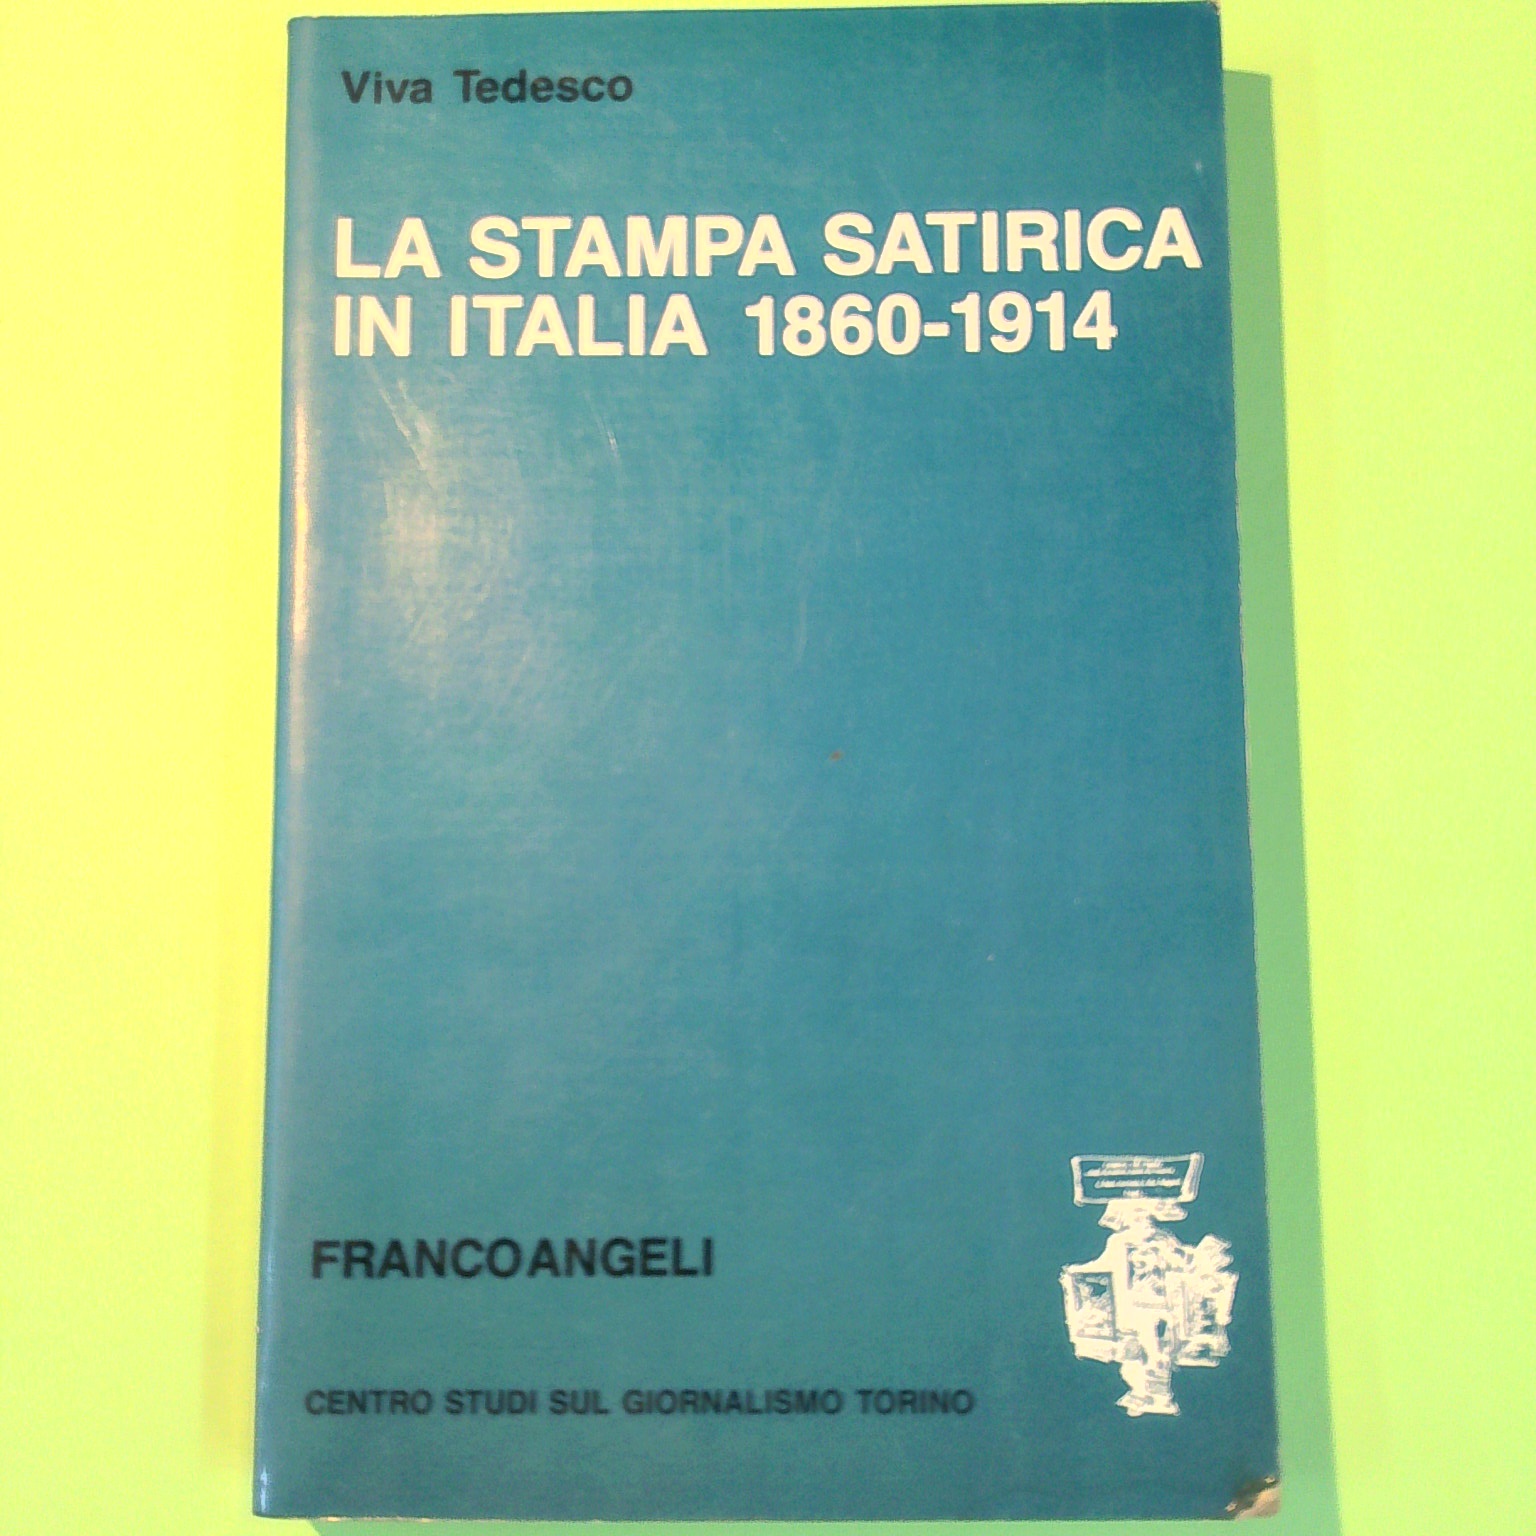 Viva Tedesco
LA STAMPA SATIRICA
IN ITALIA 1860-1914
FRANCOANGELI
CENTRO STUDI SUL GIORNALISMO TORINO